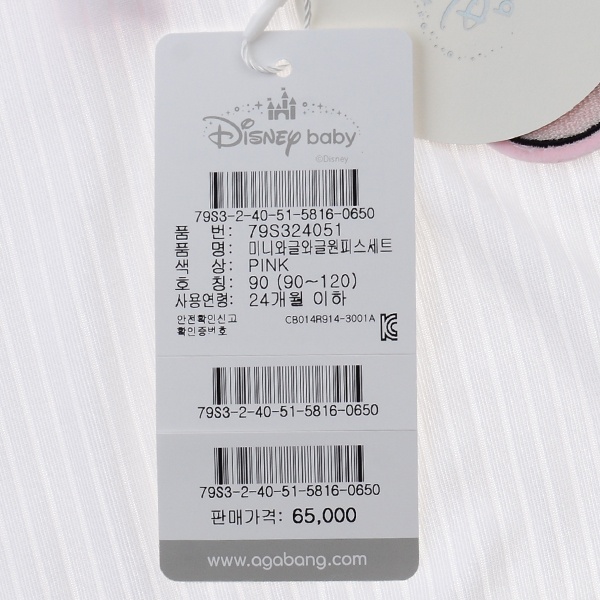 Disney baby
©Disney
79S3-2-40-51-5816-0650
품 번: 79S324051
품 명: 미니와글와글원피스세트
색 상: PINK
호 칭: 90 (90~120)
사용연령: 24개월 이하
안전확인신고
확인증번호 CB014R914-3001A
79S3-2-40-51-5816-0650
79S3-2-40-51-5816-0650
판매가격: 65,000
www.agabang.com